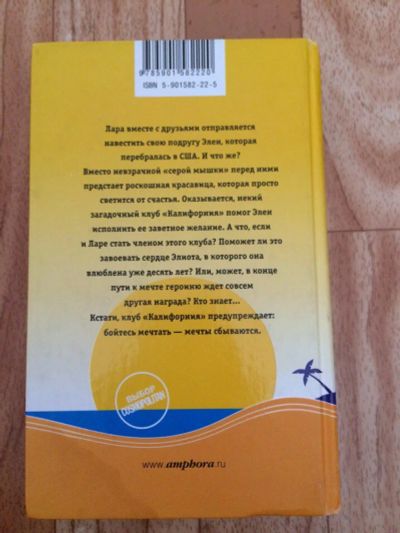 9785901582220
ISBN 5-901582-22-5
Лара вместе с друзьями отправляется
навестить свою подругу Элен, которая
перебралась в США. И что же?
Вместо невзрачной «серой мышки» перед ними
предстает роскошная красавица, которая просто
светится от счастья. Оказывается, некий
загадочный клуб «Калифорния» помог Элен
исполнить ее заветное желание. А что, если
и Ларе стать членом этого клуба? Поможет ли это
завоевать сердце Элиота, в которого она
влюблена уже десять лет? Или, может, в конце
пути к мечте героиню ждет совсем
другая награда? Кто знает...
Кстати, клуб «Калифорния» предупреждает:
бойтесь мечтать — мечты сбываются.
ВЫБОР
COSMOPOLITAN
www.amphora.ru